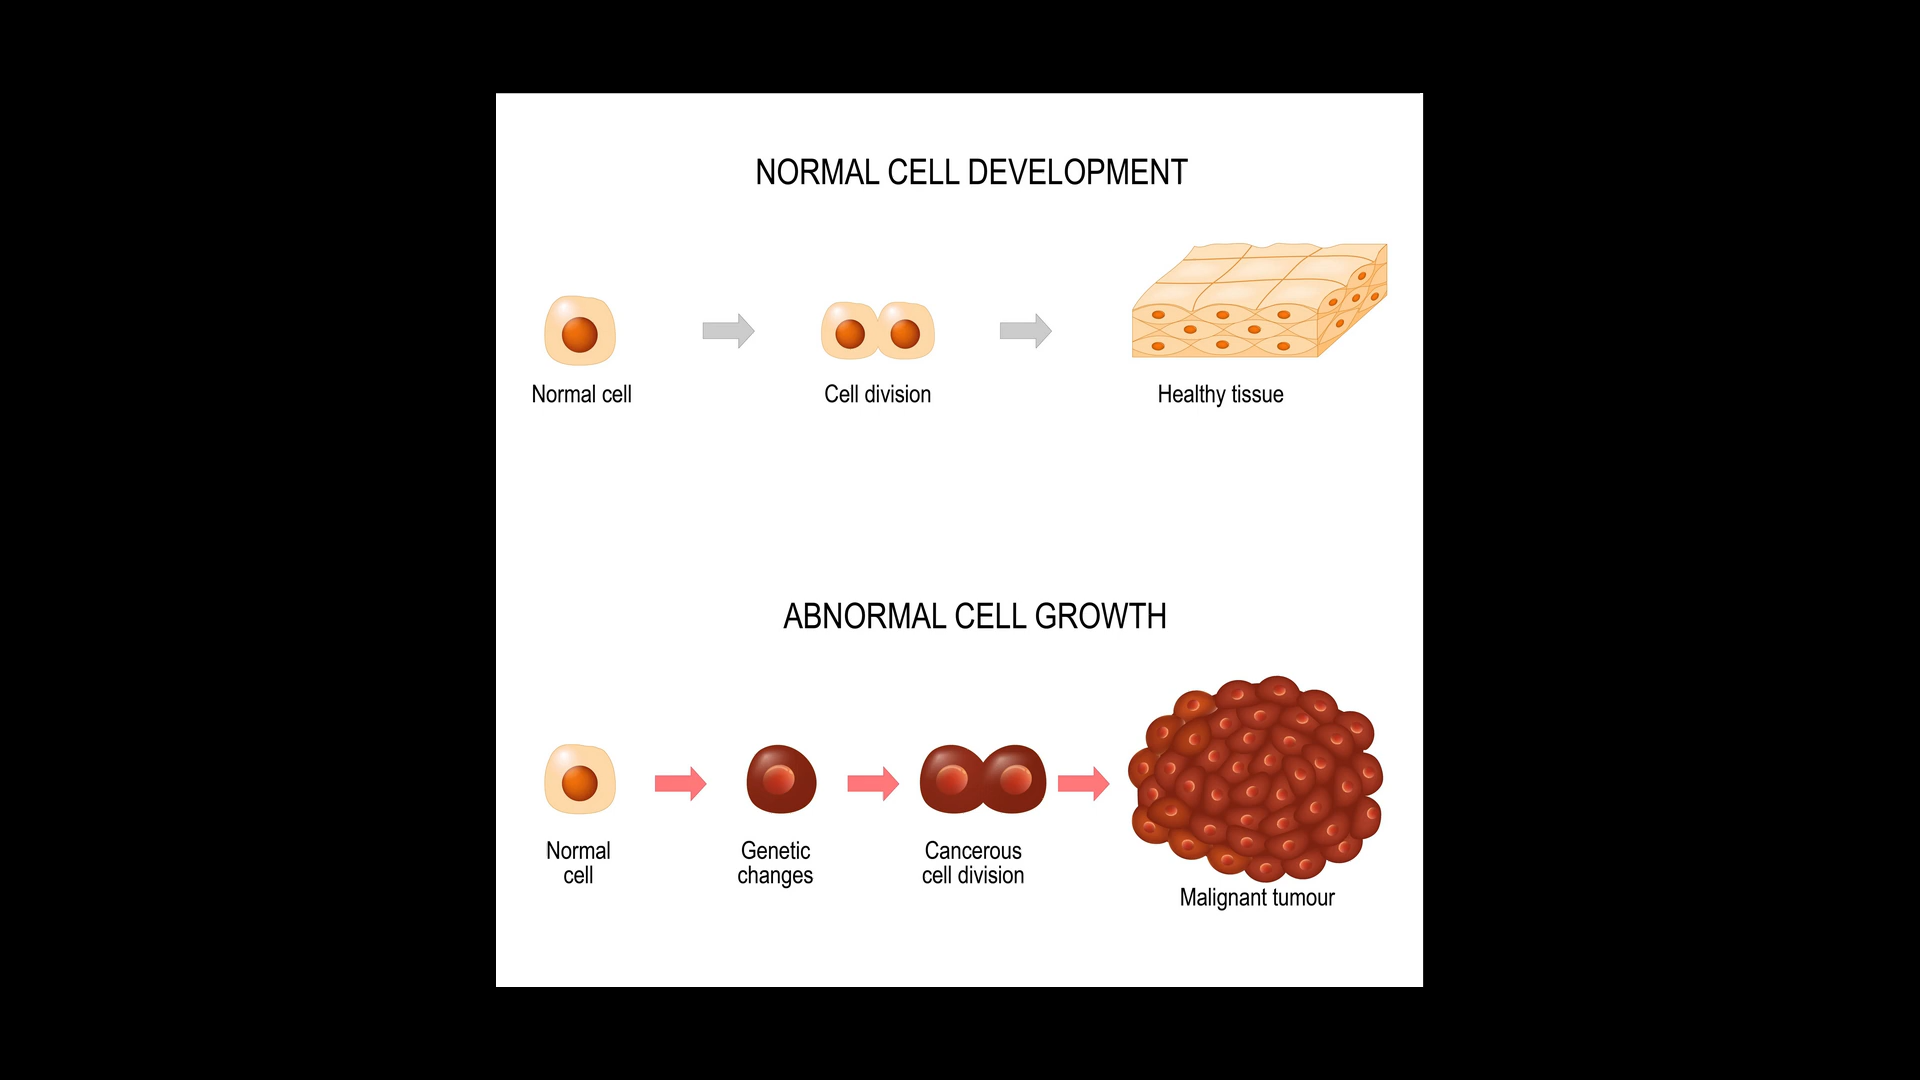 NORMAL CELL DEVELOPMENT
Normal cell
Cell division
Healthy tissue
ABNORMAL CELL GROWTH
Normal
cell
Genetic
changes
Cancerous
cell division
Malignant tumour